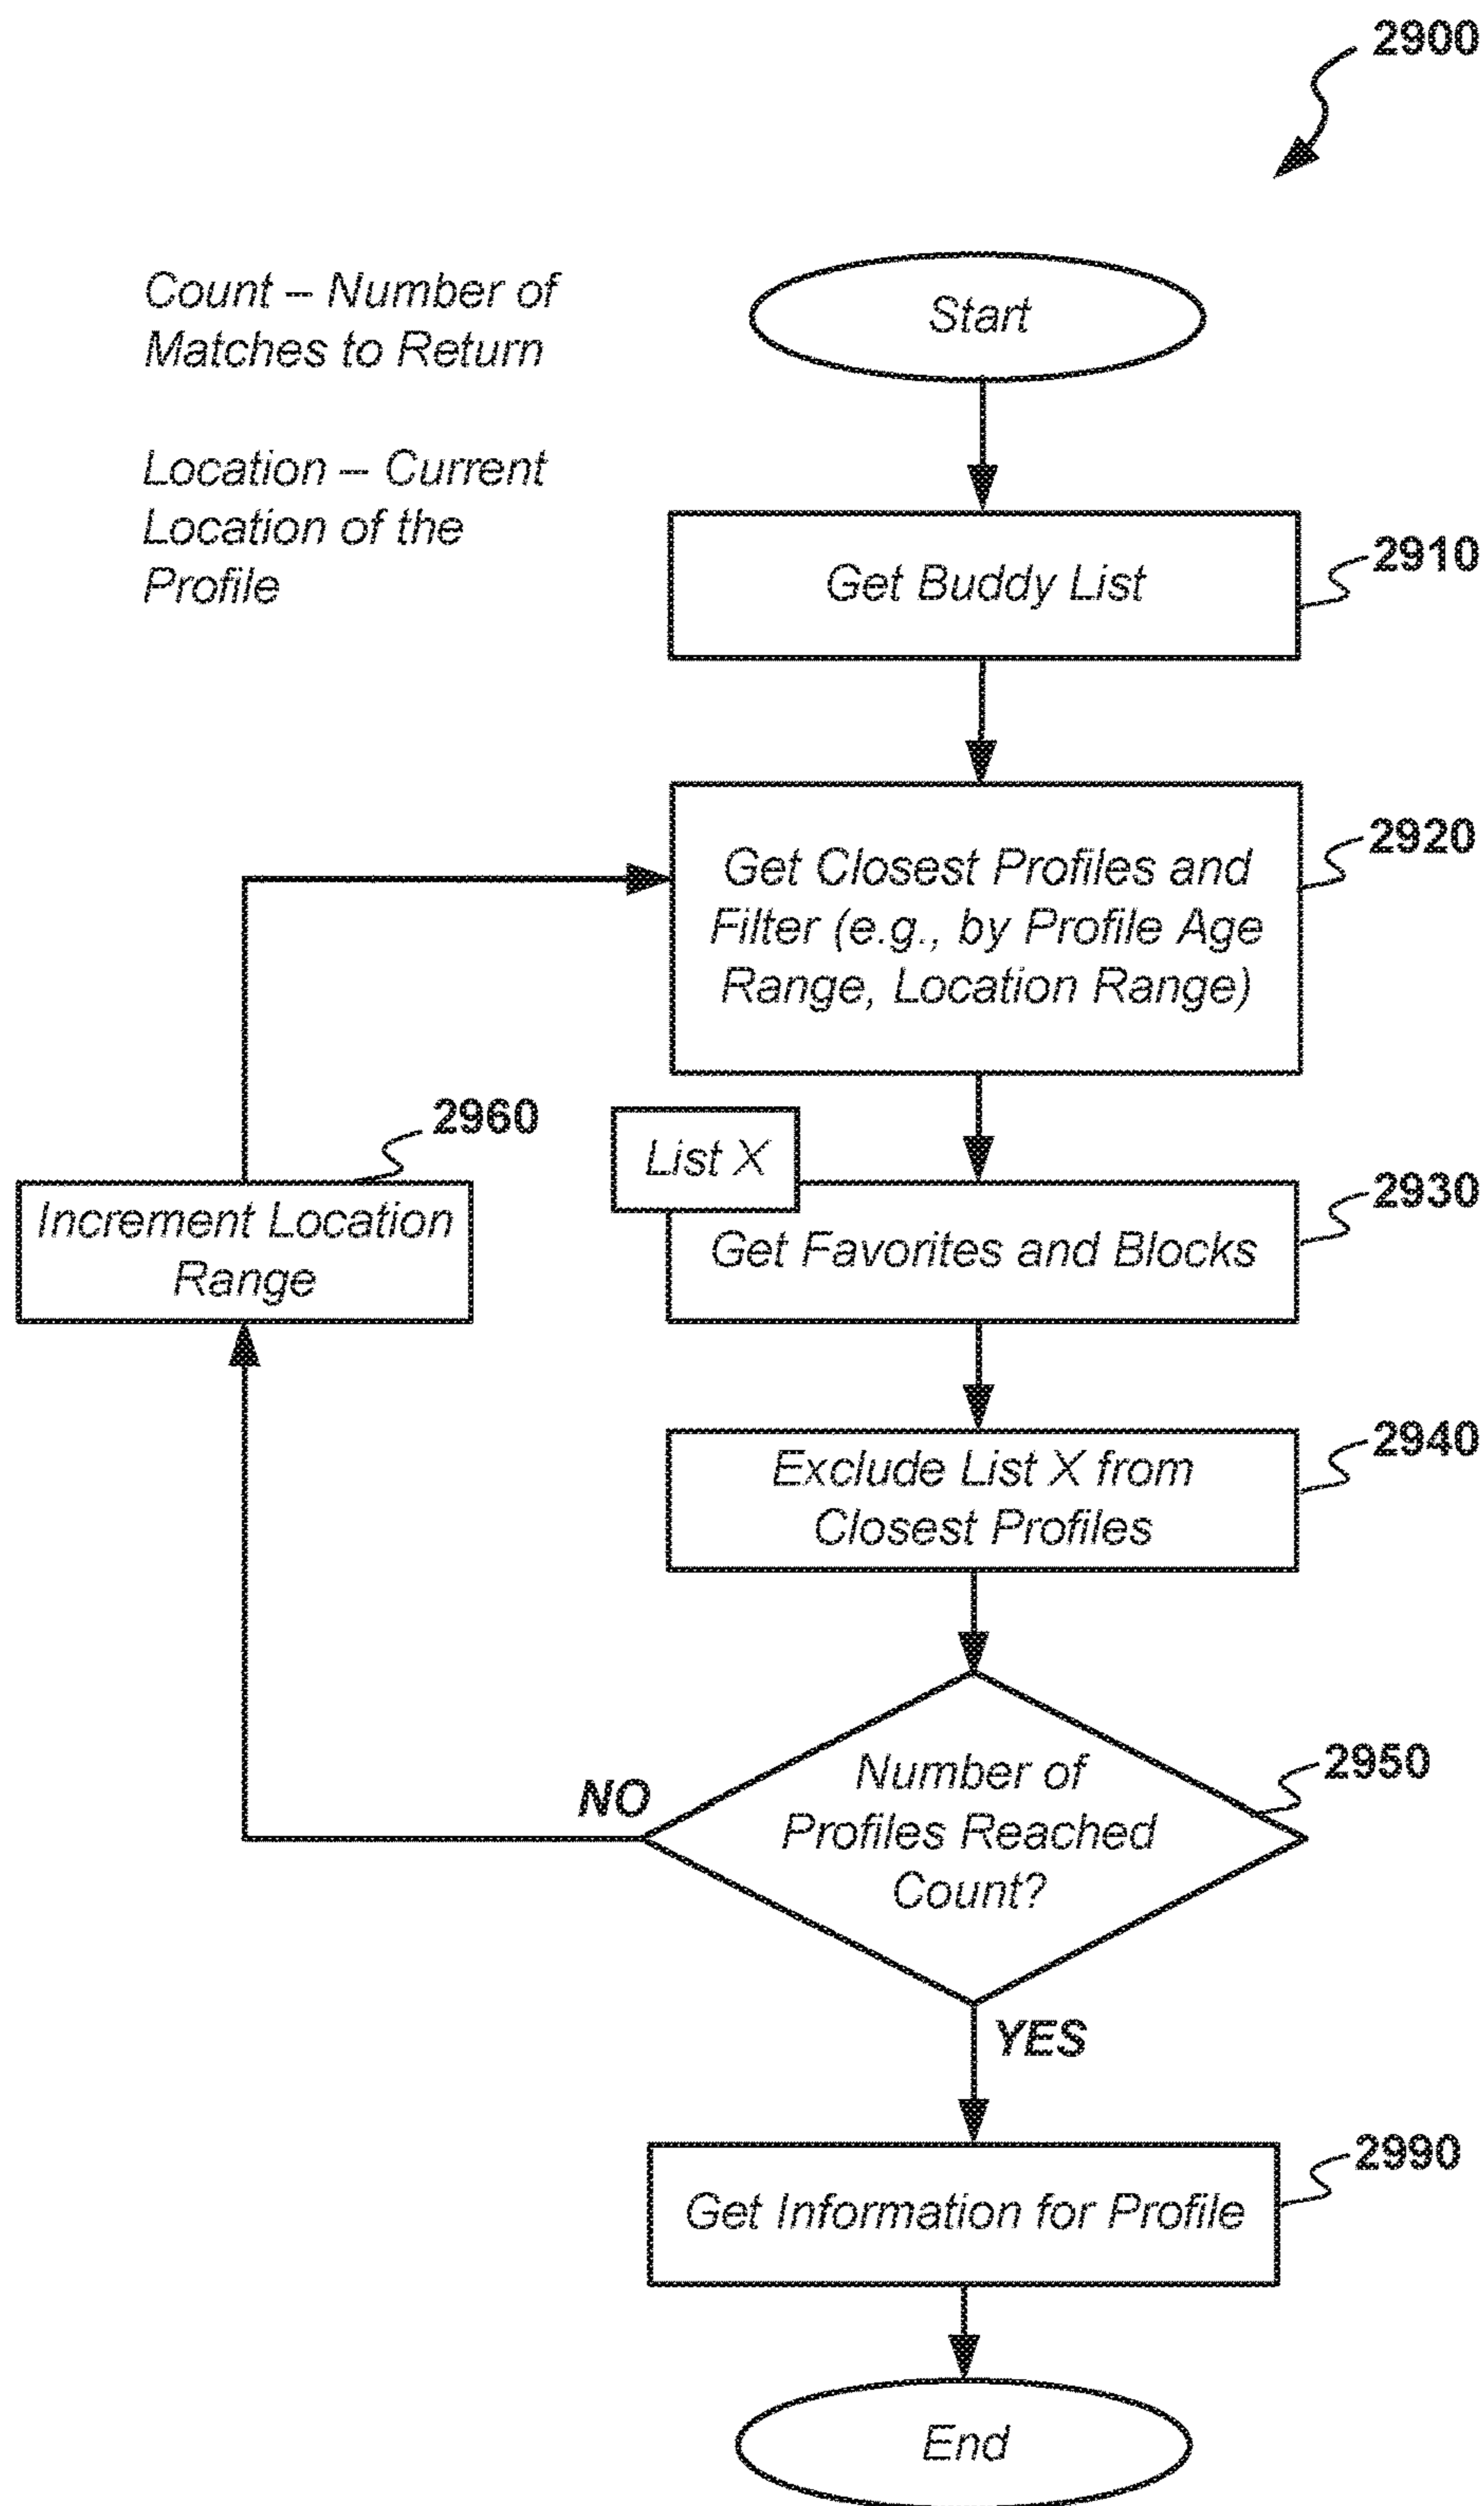 2900
Count – Number of
Matches to Return
Location – Current
Location of the
Profile
Start
Get Buddy List
2910
Get Closest Profiles and
Filter (e.g., by Profile Age
Range, Location Range)
2920
List X
Get Favorites and Blocks
2930
2960
Increment Location
Range
Exclude List X from
Closest Profiles
2940
Number of
Profiles Reached
Count?
2950
NO
YES
Get Information for Profile
2990
End